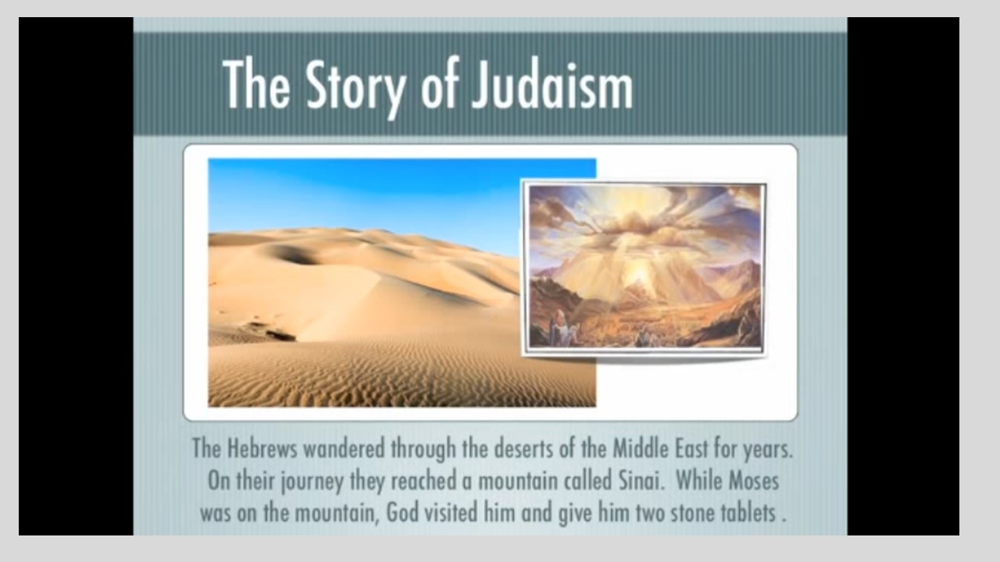 The Story of Judaism
The Hebrews wandered through the deserts of the Middle East for years.
On their journey they reached a mountain called Sinai.  While Moses
was on the mountain, God visited him and give him two stone tablets .